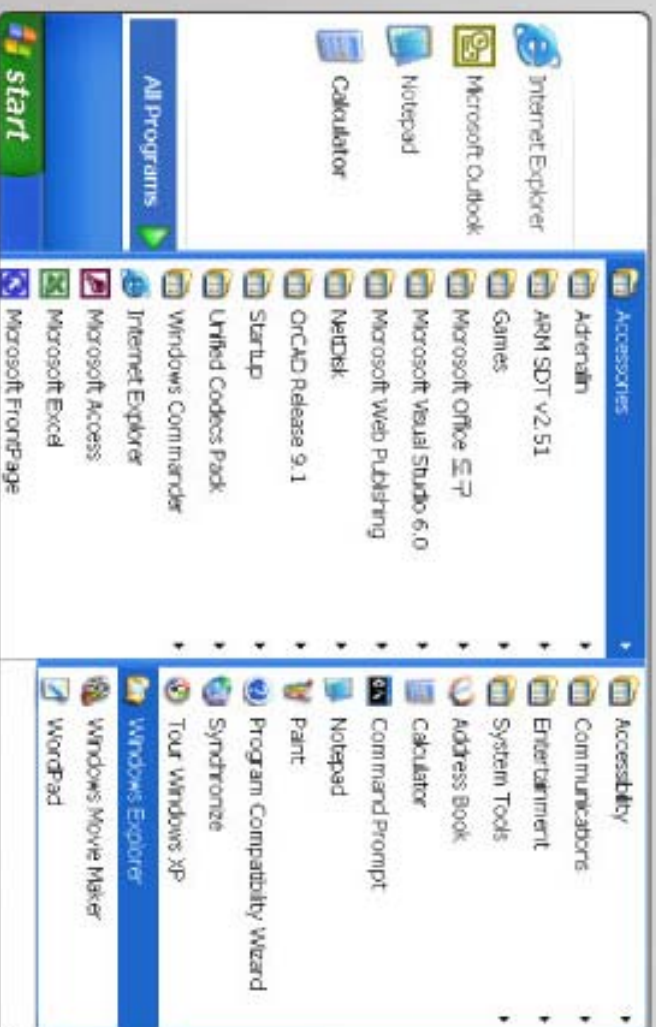 Internet Explorer
Microsoft Outlook
Notepad
Calculator
All Programs
start
Accessories
Adrenalin
ARM SDT v2.51
Games
Microsoft Office 도구
Microsoft Visual Studio 6.0
Microsoft Web Publishing
NetDisk
OrCAD Release 9.1
Startup
Unified Codecs Pack
Windows Commander
Internet Explorer
Microsoft Access
Microsoft Excel
Microsoft FrontPage
Accessibility
Communications
Entertainment
System Tools
Address Book
Calculator
Command Prompt
Notepad
Paint
Program Compatibility Wizard
Synchronize
Tour Windows XP
Windows Explorer
Windows Movie Maker
WordPad